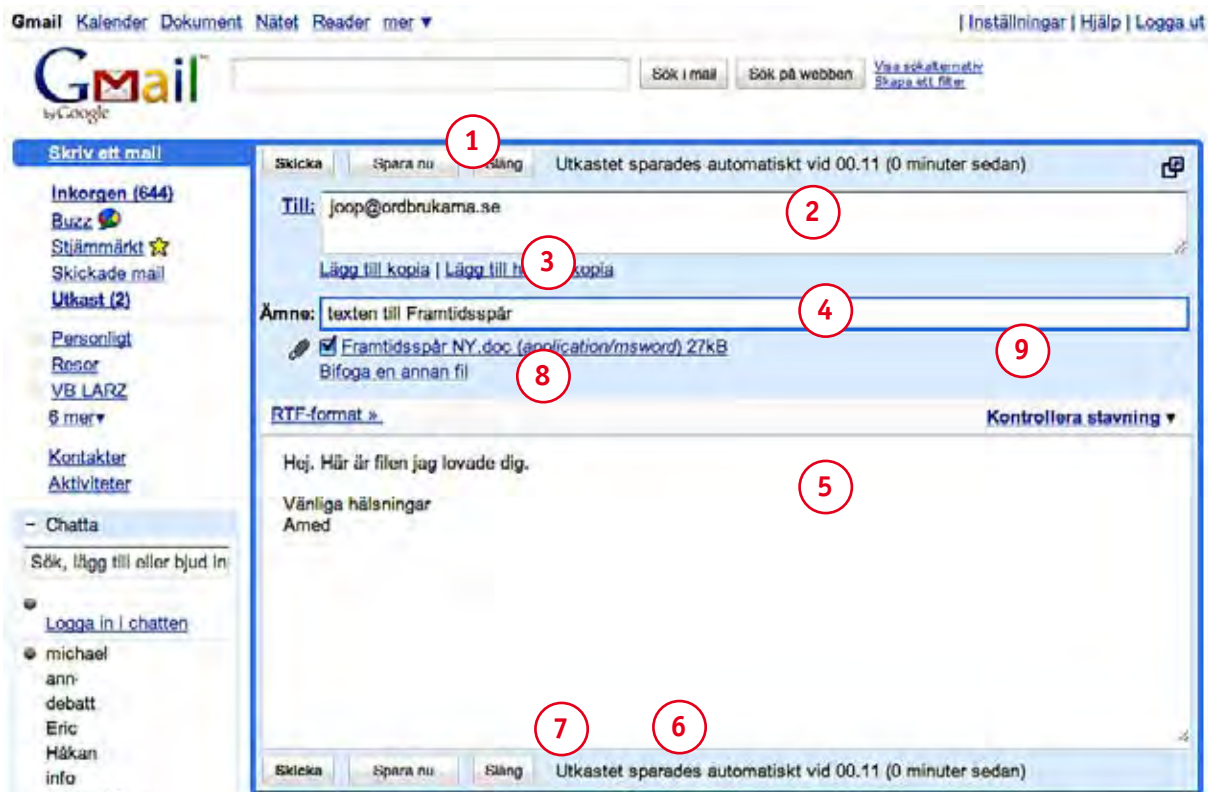 Gmail Kalender Dokument Nätet Reader mer ▼ | Inställningar | Hjälp | Logga ut
Gmail
by Google
Sök i mail Sök på webben Visa sökalternativ
Skapa ett filter
Skriv ett mail
1
Skicka Spara nu Släng Utkastet sparades automatiskt vid 00.11 (0 minuter sedan)
Inkorgen (644)
Till: joop@ordbrukarna.se
2
Buzz
Stjärnmärkt
Skickade mail
Lägg till kopia | Lägg till h kopia
3
Utkast (2)
Ämne: texten till Framtidsspår
4
Personligt
Framtidsspår NY.doc (application/msword) 27kB
9
Resor
Bifoga en annan fil
8
VB LARZ
6 mer▼
RTF-format » Kontrollera stavning ▼
Kontakter
Hej. Här är filen jag lovade dig.
Aktiviteter
5
Vänliga hälsningar
Amed
– Chatta
Sök, lägg till eller bjud in
Logga in i chatten
michael
ann
debatt
Eric
7 6
Håkan
info
Skicka Spara nu Släng Utkastet sparades automatiskt vid 00.11 (0 minuter sedan)